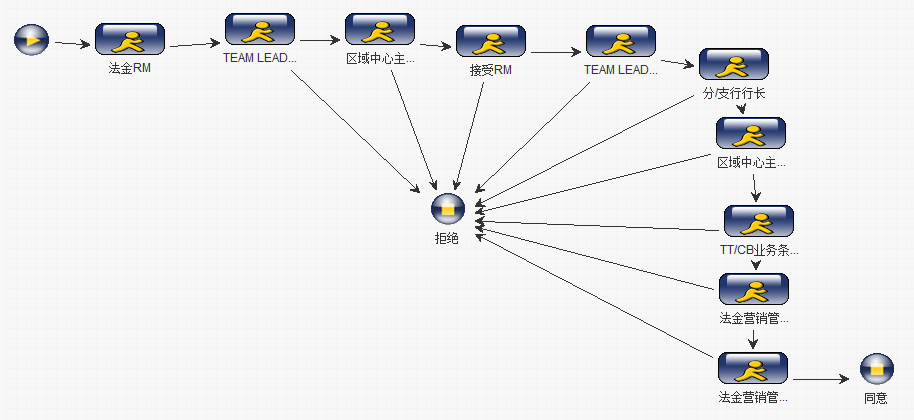 法金RM
TEAM LEAD...
区域中心主...
接受RM
TEAM LEAD...
分/支行行长
区域中心主...
拒绝
TT/CB业务条...
法金营销管...
法金营销管...
同意